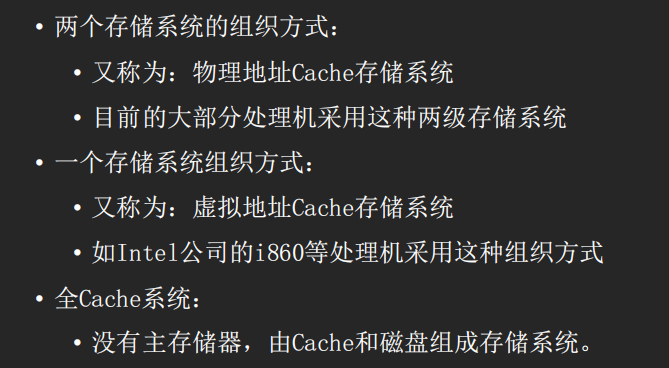 • 两个存储系统的组织方式：
• 又称为：物理地址Cache存储系统
• 目前的大部分处理机采用这种两级存储系统
• 一个存储系统组织方式：
• 又称为：虚拟地址Cache存储系统
• 如Intel公司的i860等处理机采用这种组织方式
• 全Cache系统：
• 没有主存储器，由Cache和磁盘组成存储系统。